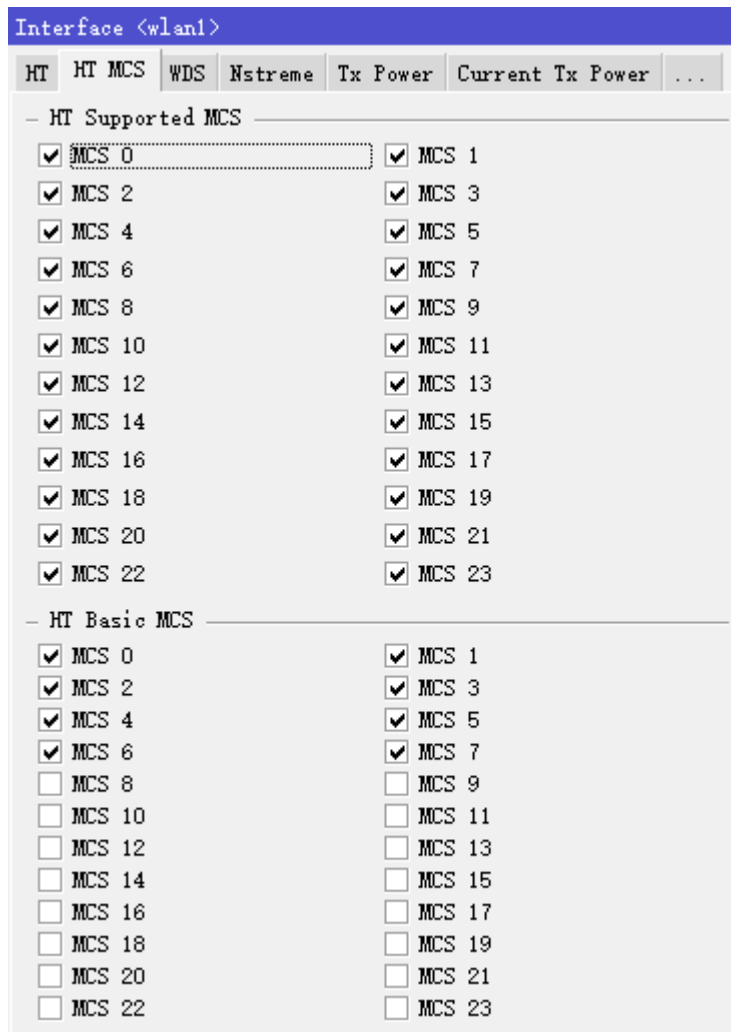 Interface <wlan1>
HT HT MCS WDS Nstreme Tx Power Current Tx Power ...
HT Supported MCS
MCS 0 MCS 1
MCS 2 MCS 3
MCS 4 MCS 5
MCS 6 MCS 7
MCS 8 MCS 9
MCS 10 MCS 11
MCS 12 MCS 13
MCS 14 MCS 15
MCS 16 MCS 17
MCS 18 MCS 19
MCS 20 MCS 21
MCS 22 MCS 23
HT Basic MCS
MCS 0 MCS 1
MCS 2 MCS 3
MCS 4 MCS 5
MCS 6 MCS 7
MCS 8 MCS 9
MCS 10 MCS 11
MCS 12 MCS 13
MCS 14 MCS 15
MCS 16 MCS 17
MCS 18 MCS 19
MCS 20 MCS 21
MCS 22 MCS 23